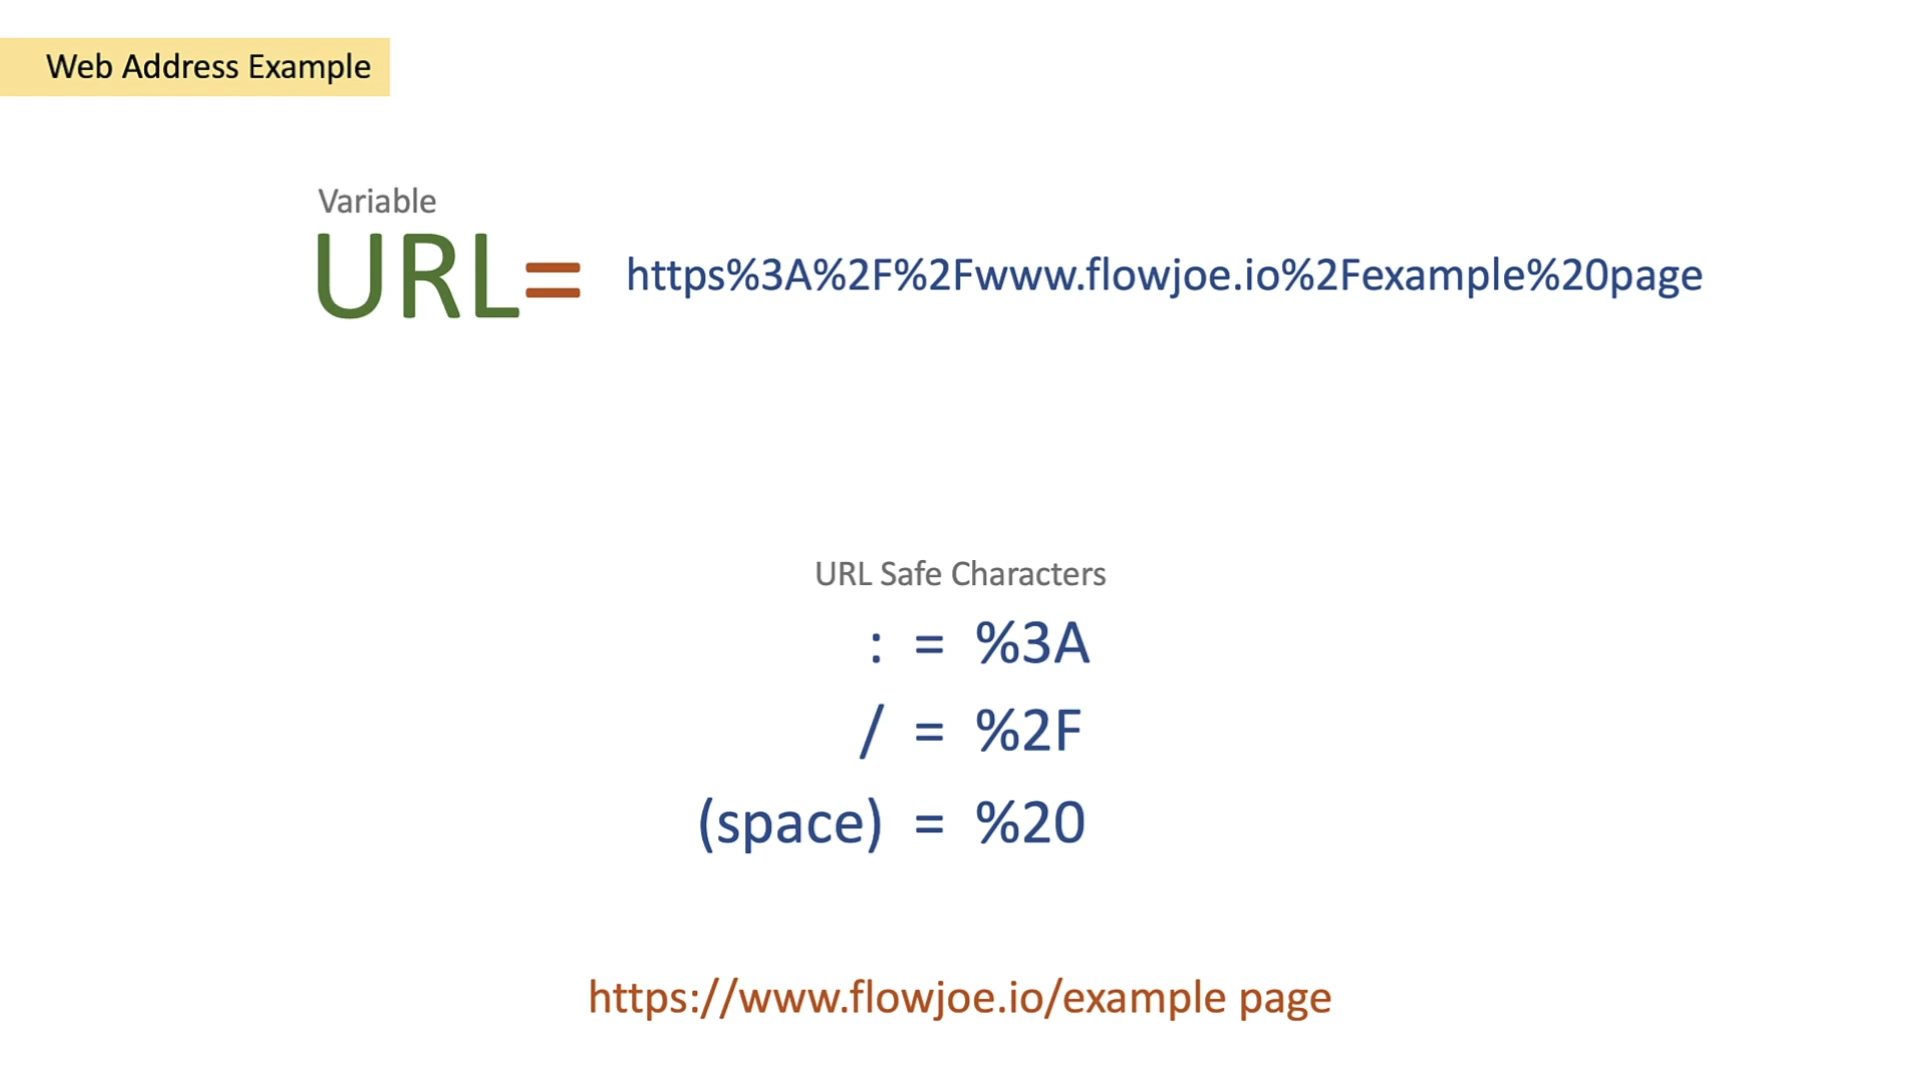 Web Address Example
Variable
URL= https%3A%2F%2Fwww.flowjoe.io%2Fexample%20page
URL Safe Characters
: = %3A
/ = %2F
(space) = %20
https://www.flowjoe.io/example page